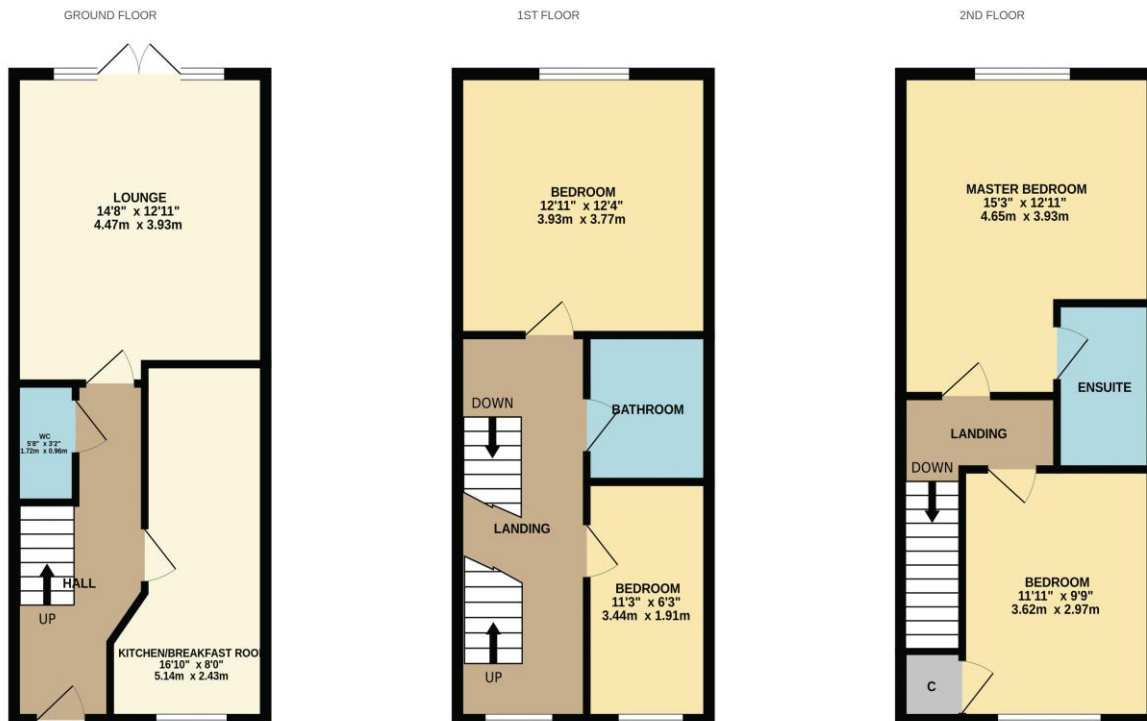 GROUND FLOOR
1ST FLOOR
2ND FLOOR
LOUNGE
14'8" x 12'11"
4.47m x 3.93m
WC
5'8" x 3'2"
1.72m x 0.96m
HALL
UP
KITCHEN/BREAKFAST ROO
16'10" x 8'0"
5.14m x 2.43m
BEDROOM
12'11" x 12'4"
3.93m x 3.77m
DOWN
BATHROOM
LANDING
BEDROOM
11'3" x 6'3"
3.44m x 1.91m
UP
MASTER BEDROOM
15'3" x 12'11"
4.65m x 3.93m
ENSUITE
LANDING
DOWN
BEDROOM
11'11" x 9'9"
3.62m x 2.97m
C